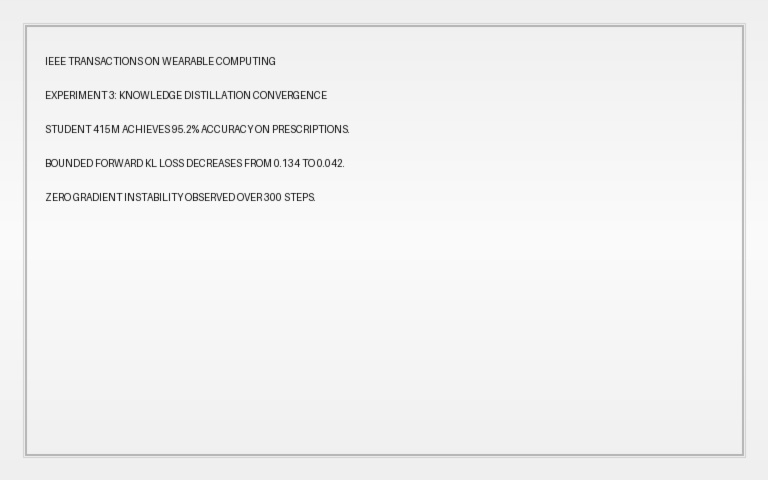 IEEE TRANSACTIONS ON WEARABLE COMPUTING
EXPERIMENT 3: KNOWLEDGE DISTILLATION CONVERGENCE
STUDENT 415M ACHIEVES 95.2% ACCURACY ON PRESCRIPTIONS.
BOUNDED FORWARD KL LOSS DECREASES FROM 0.134 TO 0.042.
ZERO GRADIENT INSTABILITY OBSERVED OVER 300 STEPS.